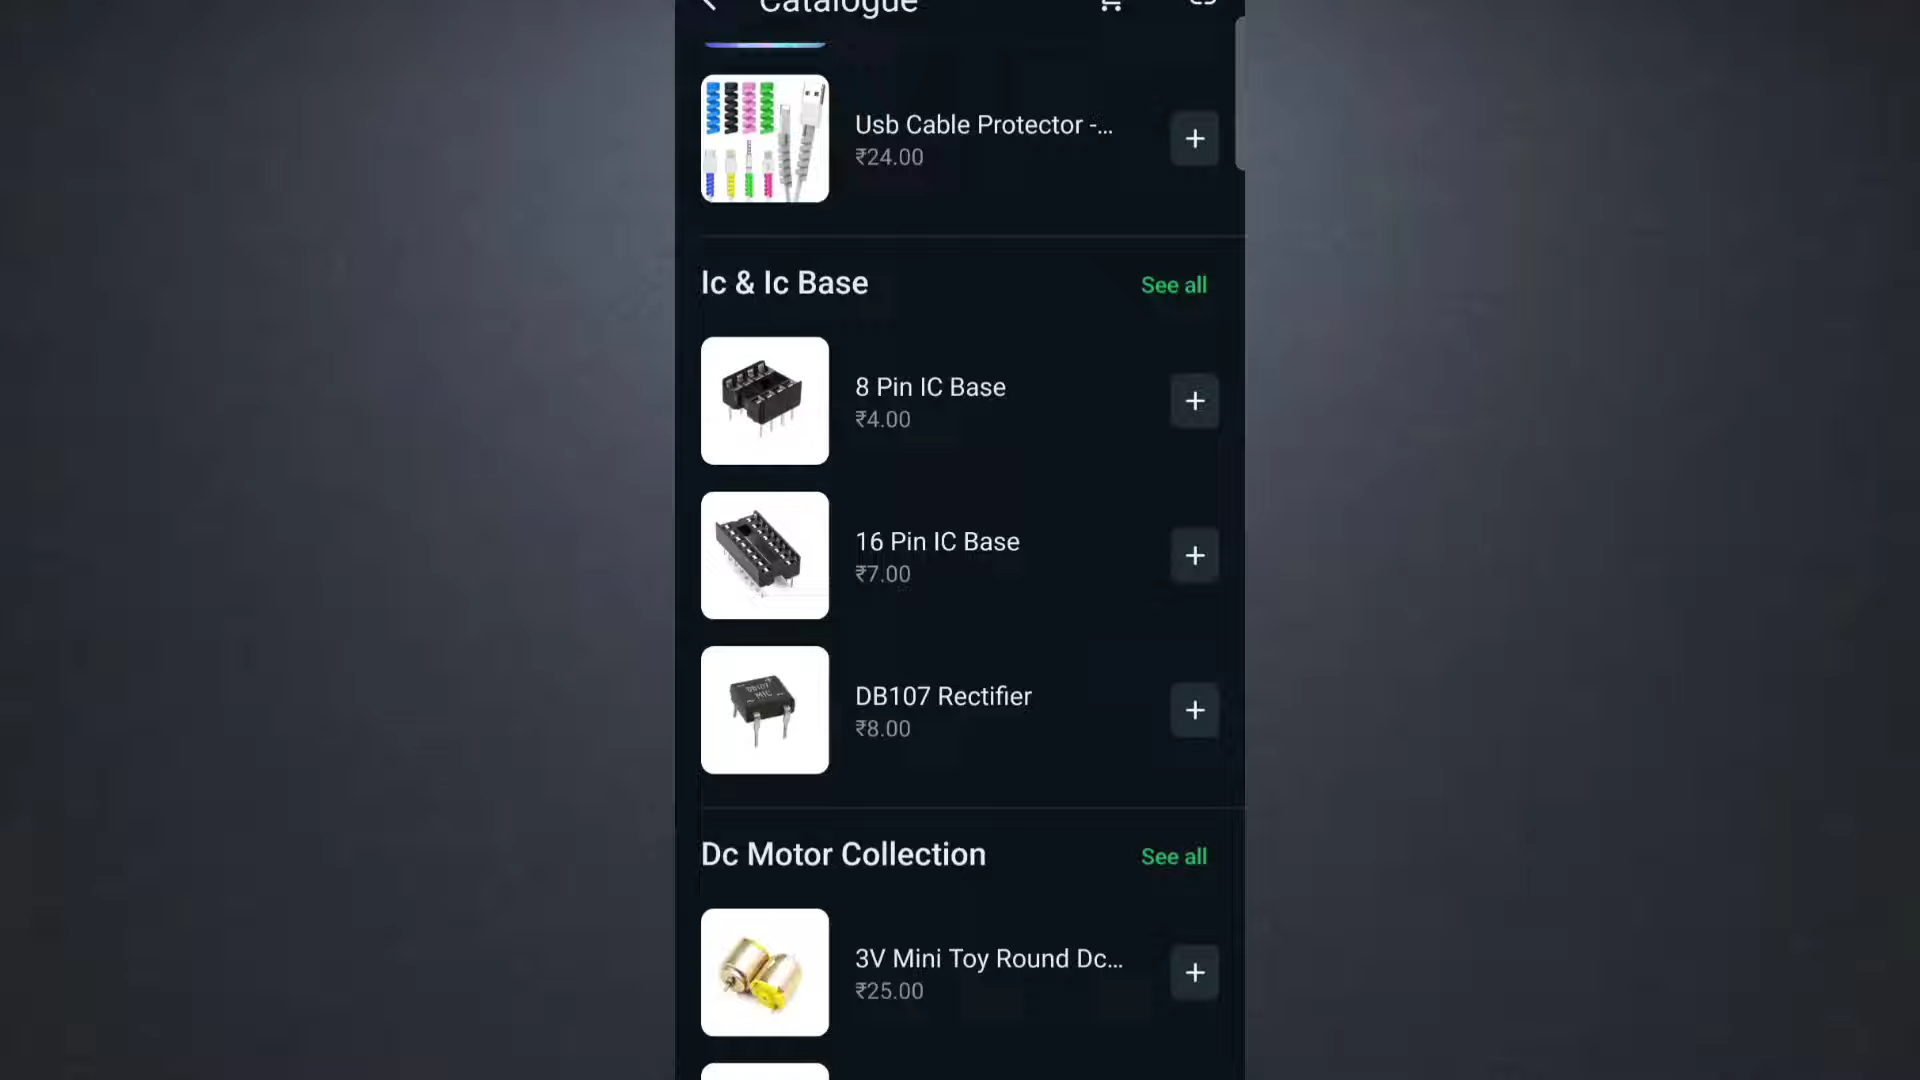 Catalogue
Usb Cable Protector -...
₹24.00
Ic & Ic Base
See all
8 Pin IC Base
₹4.00
16 Pin IC Base
₹7.00
DB107
MIC
DB107 Rectifier
₹8.00
Dc Motor Collection
See all
3V Mini Toy Round Dc...
₹25.00